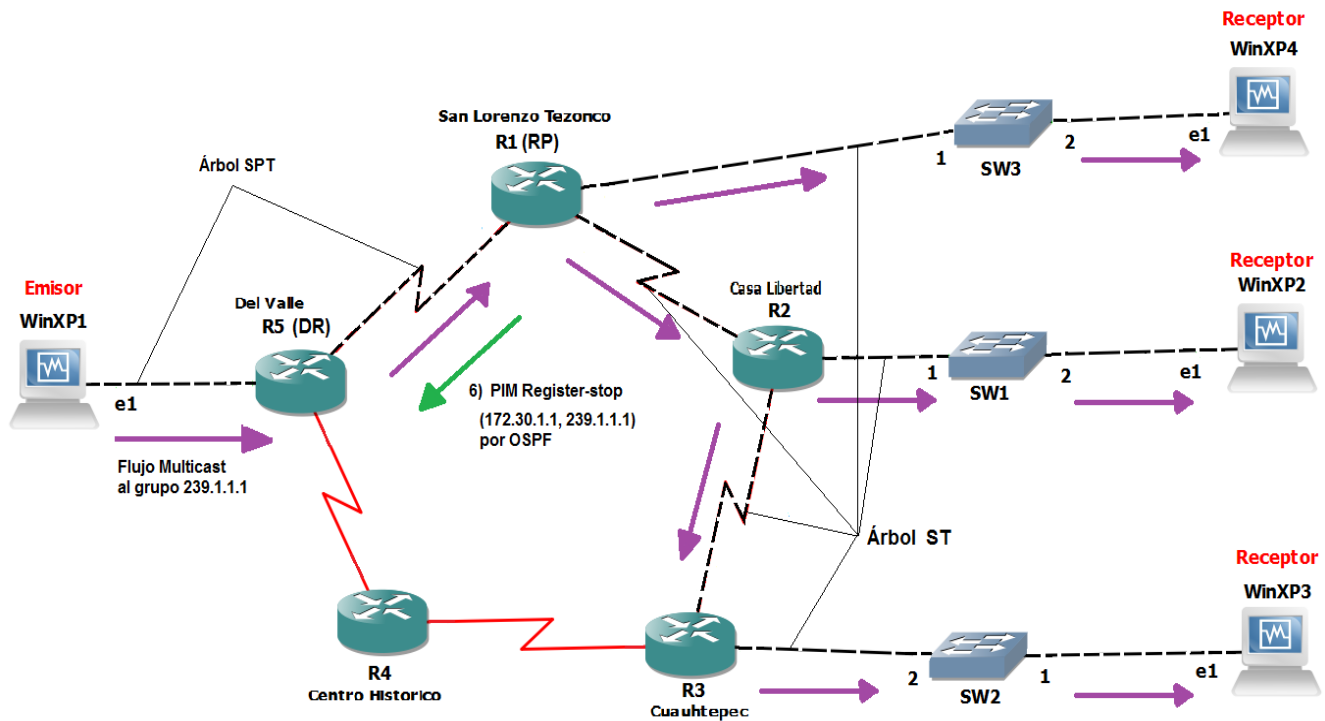 Receptor
WinXP4
e1
2
SW3
1
San Lorenzo Tezonco
R1 (RP)
Árbol SPT
Emisor
WinXP1
e1
Del Valle
R5 (DR)
Flujo Multicast
al grupo 239.1.1.1
6) PIM Register-stop
(172.30.1.1, 239.1.1.1)
por OSPF
Casa Libertad
R2
1
SW1
2
e1
Receptor
WinXP2
Árbol ST
R4
Centro Historico
R3
Cuauhtepec
2
SW2
1
e1
Receptor
WinXP3